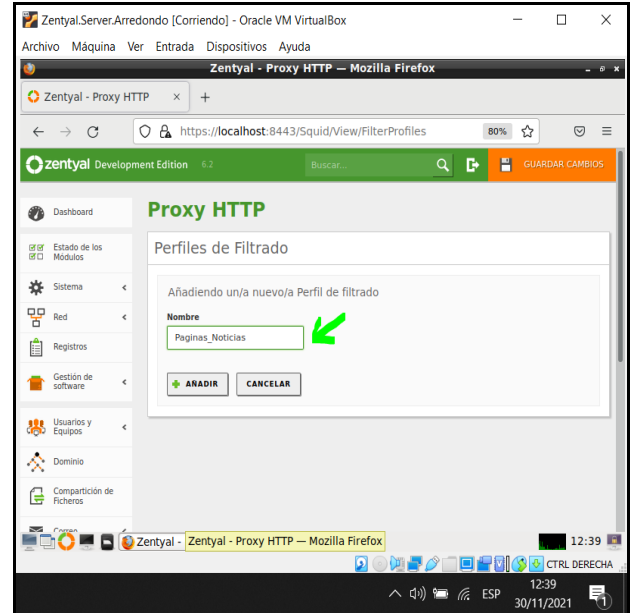 Zentyal.Server.Arredondo [Corriendo] - Oracle VM VirtualBox
Archivo Máquina Ver Entrada Dispositivos Ayuda
Zentyal - Proxy HTTP — Mozilla Firefox
Zentyal - Proxy HTTP
https://localhost:8443/Squid/View/FilterProfiles 80%
zentyal Development Edition 6.2 Buscar... GUARDAR CAMBIOS
Dashboard
Estado de los
Módulos
Sistema
Red
Registros
Gestión de
software
Usuarios y
Equipos
Dominio
Compartición de
Ficheros
Correo
Proxy HTTP
Perfiles de Filtrado
Añadiendo un/a nuevo/a Perfil de filtrado
Nombre
Paginas_Noticias
AÑADIR CANCELAR
Zentyal - Zentyal - Proxy HTTP — Mozilla Firefox 12:39
CTRL DERECHA
ESP 12:39
30/11/2021 1